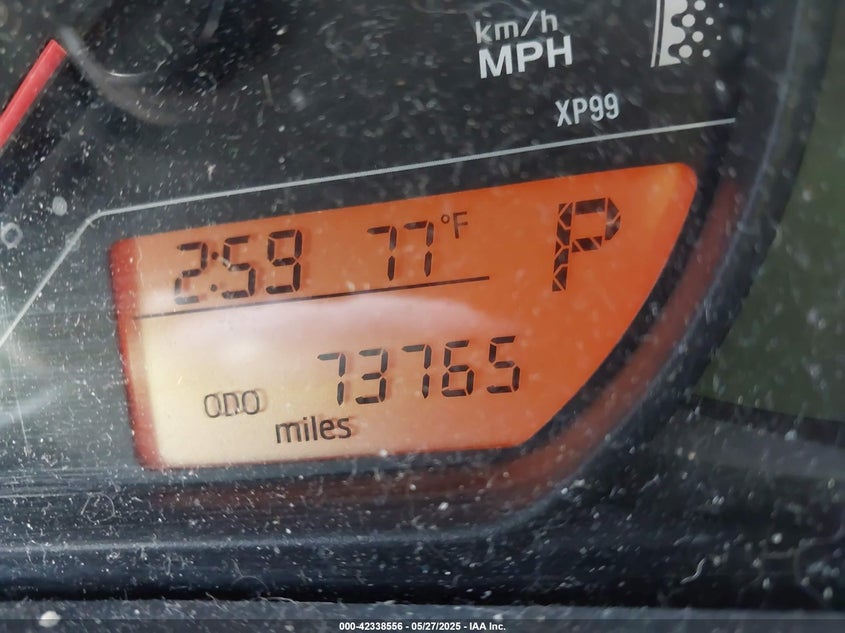 km/h
MPH
XP99
2:59 77°F P
73765
ODO
miles
000-42338556 - 05/27/2025 - IAA Inc.